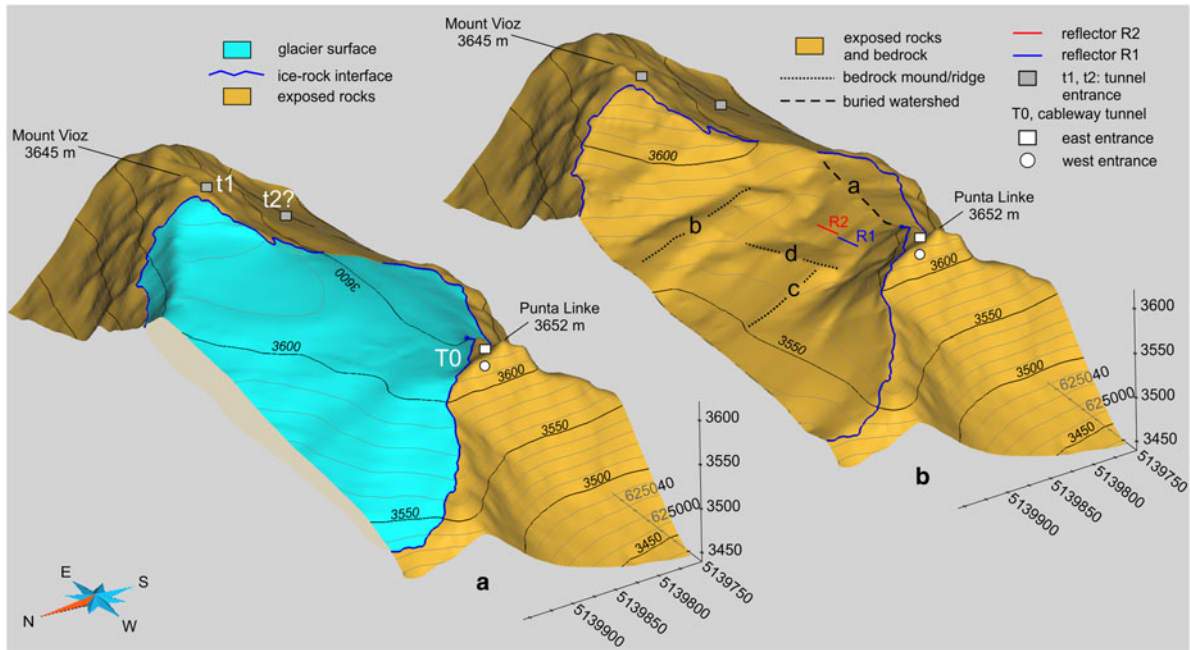 Mount Vioz
3645 m
glacier surface
ice-rock interface
exposed rocks
Mount Vioz
3645 m
t1
t2?
3600
3600
T0
Punta Linke
3652 m
3600
3550
3500
3450
3550
625040
625000
3600
3550
3500
3450
5139750
5139800
5139850
5139900
a
E
S
N
W
exposed rocks
and bedrock
bedrock mound/ridge
buried watershed
reflector R2
reflector R1
t1, t2: tunnel
entrance
T0, cableway tunnel
east entrance
west entrance
3600
a
b
R2
R1
d
c
Punta Linke
3652 m
3600
3550
3550
3500
3450
625040
625000
3600
3550
3500
3450
5139750
5139800
5139850
5139900
b